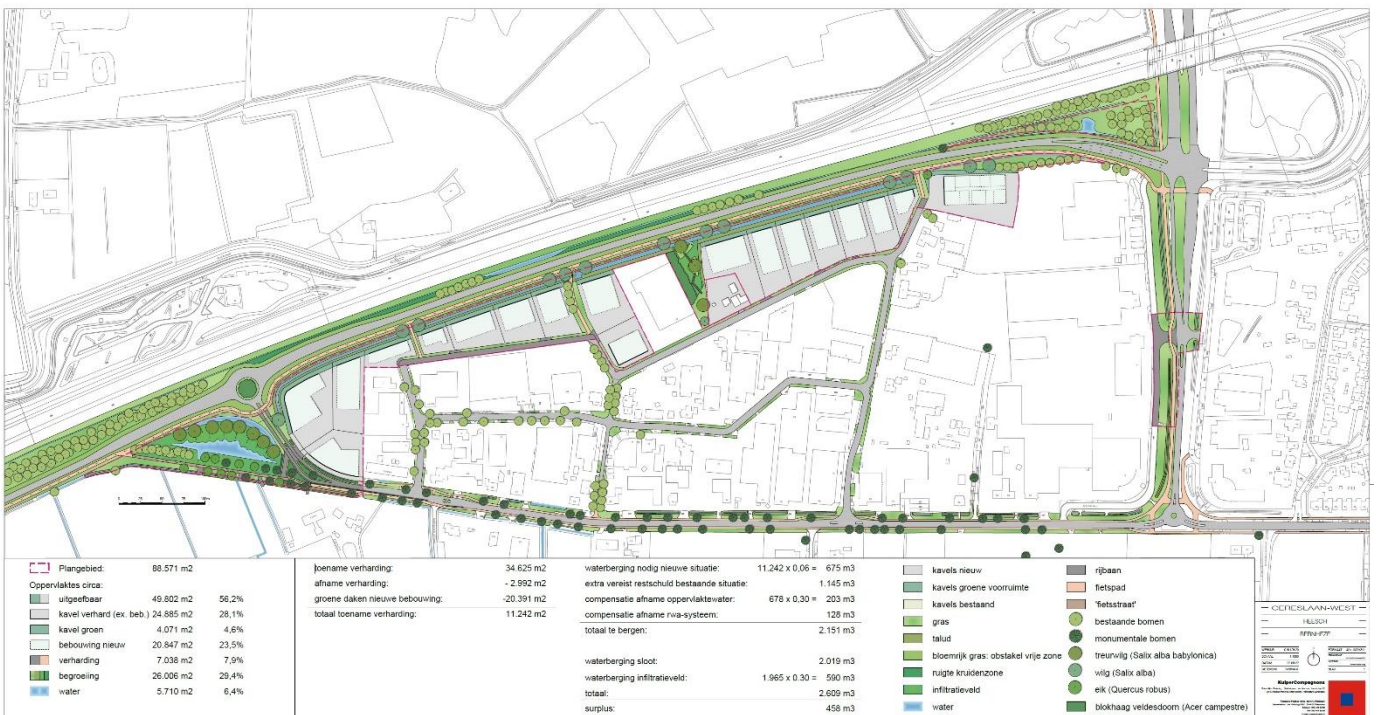 Plangebied: 88.571 m2
Oppervlaktes circa:
uitgeefbaar 49.802 m2 56,2%
kavel verhard (ex. beb.) 24.885 m2 28,1%
kavel groen 4.071 m2 4,6%
bebouwing nieuw 20.847 m2 23,5%
verharding 7.038 m2 7,9%
begroeiing 26.006 m2 29,4%
water 5.710 m2 6,4%
toename verharding: 34.625 m2
afname verharding: - 2.992 m2
groene daken nieuwe bebouwing: -20.391 m2
totaal toename verharding: 11.242 m2
waterberging nodig nieuwe situatie: 11.242 x 0,06 = 675 m3
extra vereist restschuld bestaande situatie: 1.145 m3
compensatie afname oppervlaktewater: 678 x 0,30 = 203 m3
compensatie afname rwa-systeem: 128 m3
totaal te bergen: 2.151 m3
waterberging sloot: 2.019 m3
waterberging infiltratieveld: 1.965 x 0.30 = 590 m3
totaal: 2.609 m3
surplus: 458 m3
kavels nieuw
kavels groene voorruimte
kavels bestaand
gras
talud
bloemrijk gras: obstakel vrije zone
ruigte kruidenzone
infiltratieveld
water
rijbaan
fietspad
'fietsstraat'
bestaande bomen
monumentale bomen
treurwilg (Salix alba babylonica)
wilg (Salix alba)
eik (Quercus robus)
blokhaag veldesdoorn (Acer campestre)
CERESLAAN-WEST
HEESCH
KuiperCompagnons